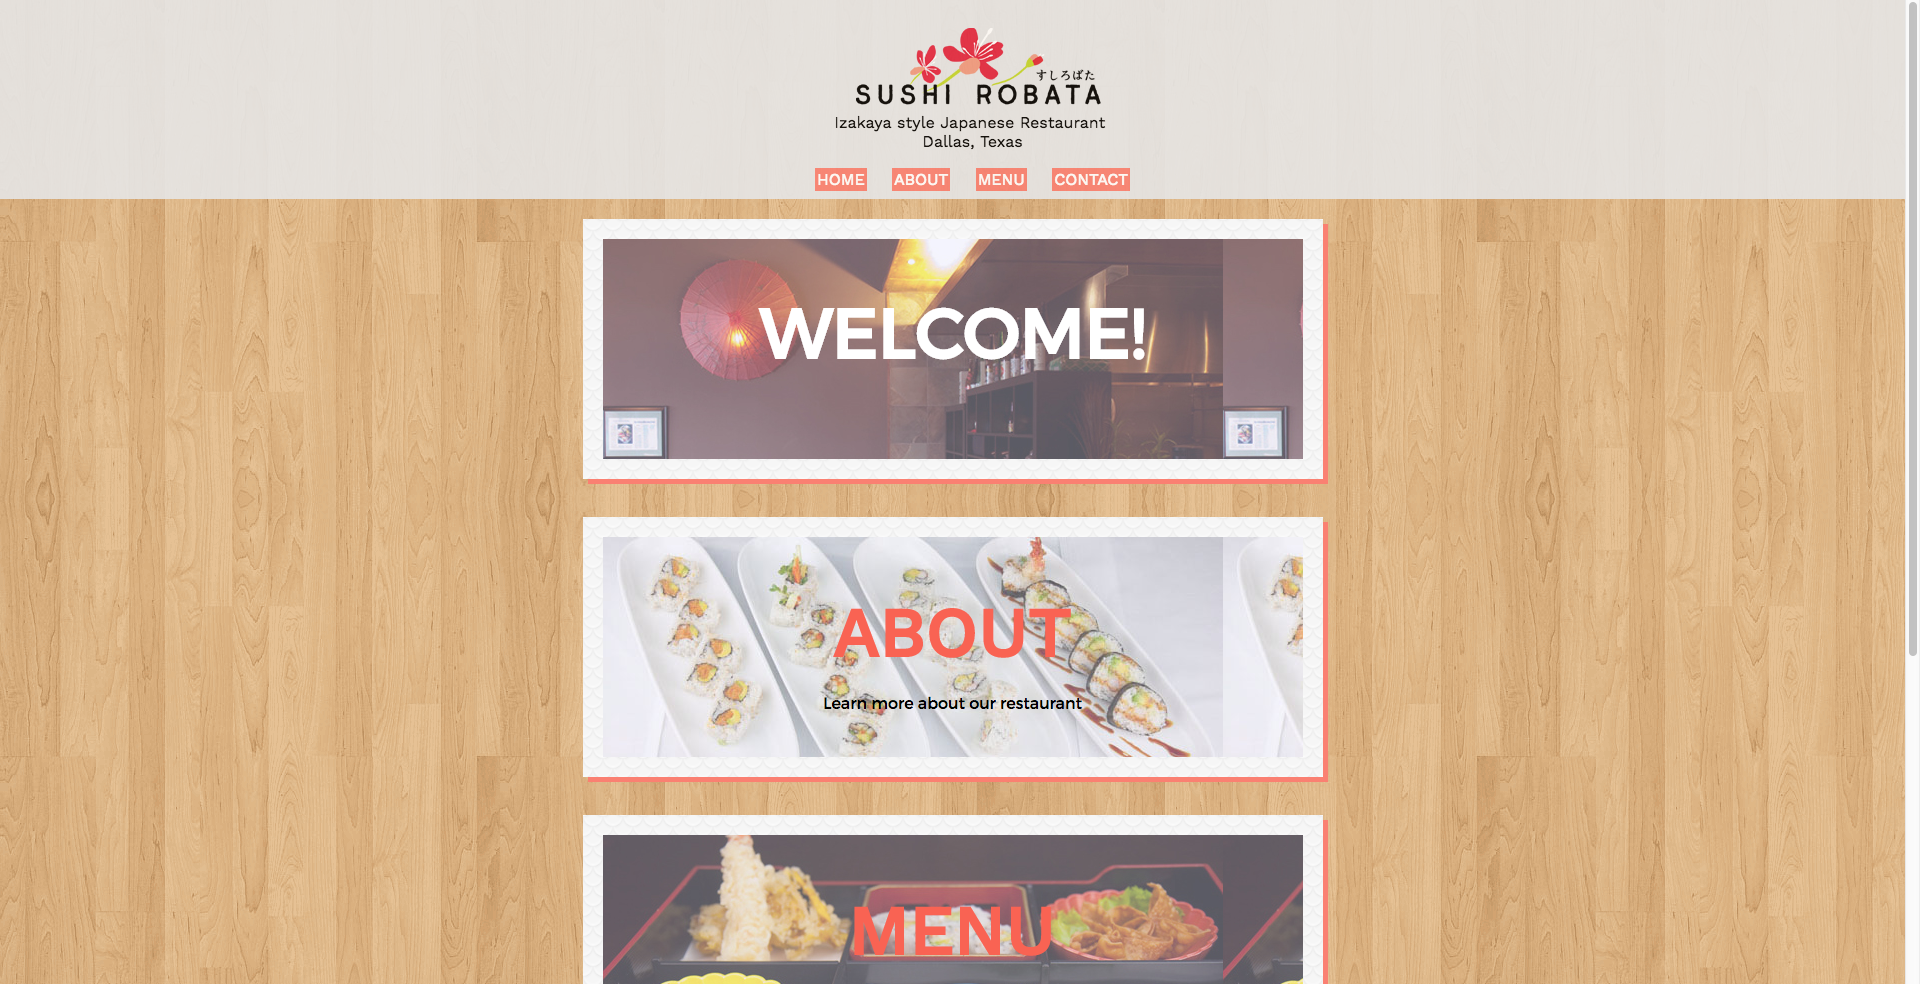 すしろばた
SUSHI ROBATA
Izakaya style Japanese Restaurant
Dallas, Texas
HOME ABOUT MENU CONTACT
WELCOME!
ABOUT
Learn more about our restaurant
MENU